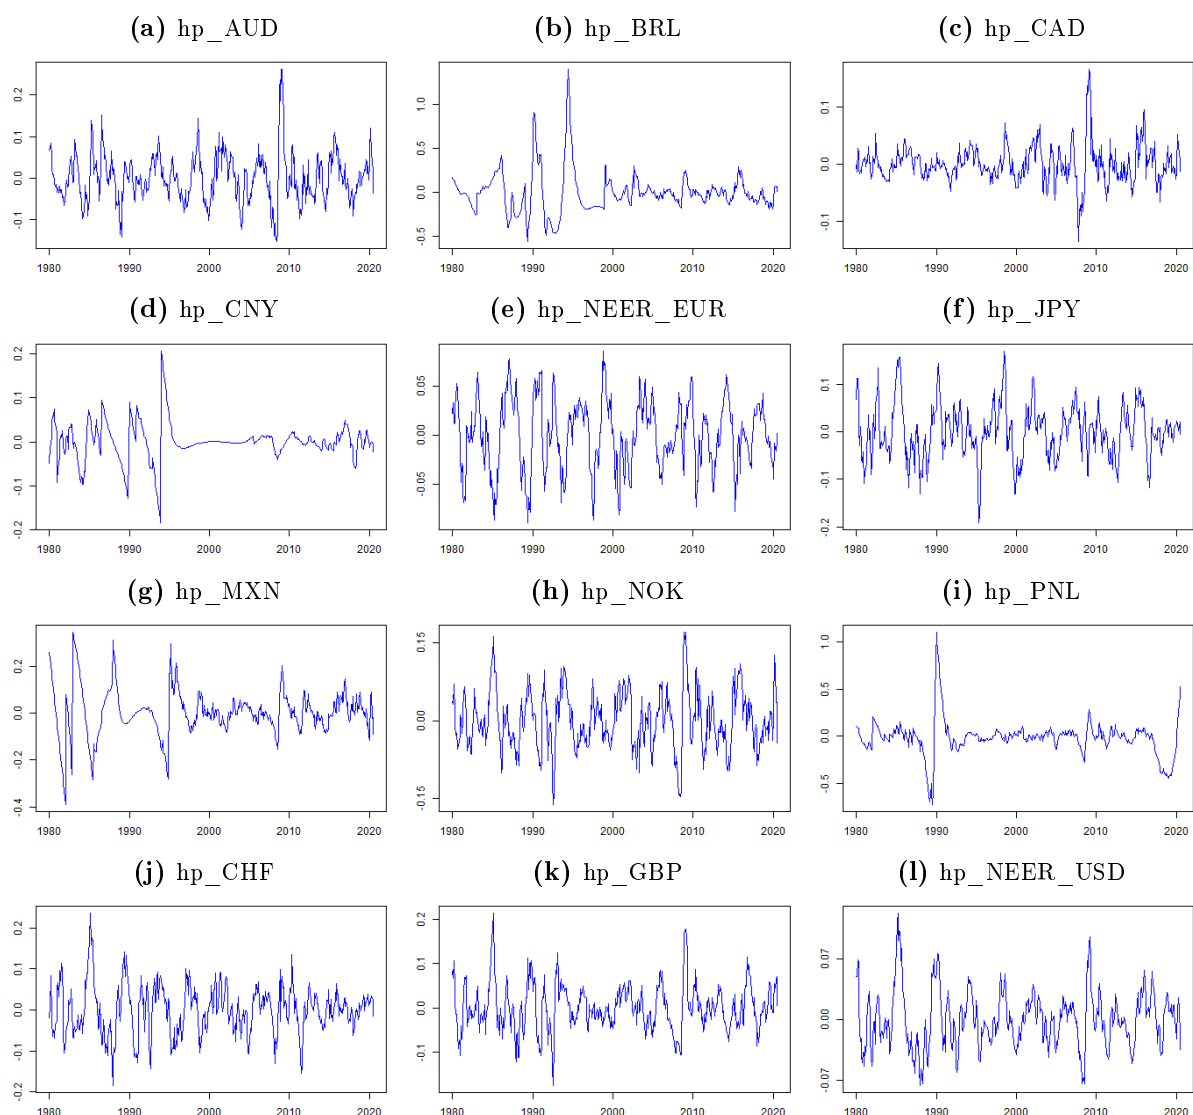 (a) hp_AUD
(b) hp_BRL
(c) hp_CAD
0.2
0.1
0.0
-0.1
1980 1990 2000 2010 2020
1.0
0.5
0.0
-0.5
1980 1990 2000 2010 2020
0.1
0.0
-0.1
1980 1990 2000 2010 2020
(d) hp_CNY
(e) hp_NEER_EUR
(f) hp_JPY
0.2
0.1
0.0
-0.1
-0.2
1980 1990 2000 2010 2020
0.05
0.00
-0.05
1980 1990 2000 2010 2020
0.1
0.0
-0.1
-0.2
1980 1990 2000 2010 2020
(g) hp_MXN
(h) hp_NOK
(i) hp_PNL
0.2
0.0
-0.2
-0.4
1980 1990 2000 2010 2020
0.15
0.00
-0.15
1980 1990 2000 2010 2020
1.0
0.5
0.0
-0.5
1980 1990 2000 2010 2020
(j) hp_CHF
(k) hp_GBP
(l) hp_NEER_USD
0.2
0.1
0.0
-0.1
-0.2
1980 1990 2000 2010 2020
0.2
0.1
0.0
-0.1
1980 1990 2000 2010 2020
0.07
0.00
-0.07
1980 1990 2000 2010 2020